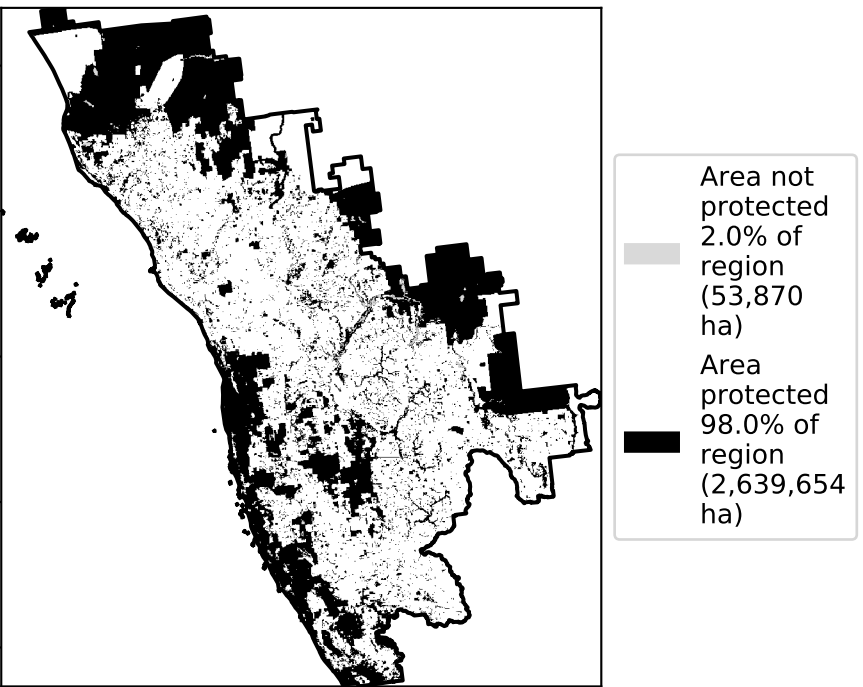 Area not
protected
2.0% of
region
(53,870
ha)
Area
protected
98.0% of
region
(2,639,654
ha)